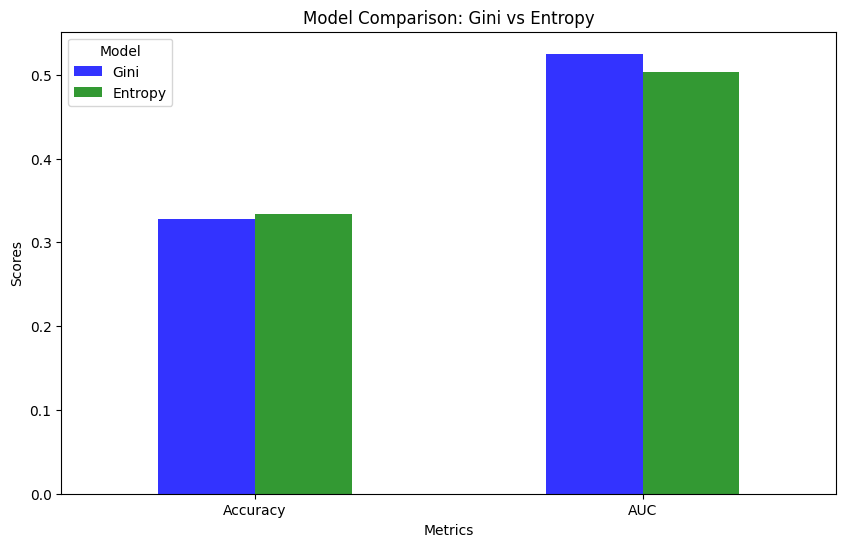 Model Comparison: Gini vs Entropy
Model
Gini
Entropy
Scores
0.5
0.4
0.3
0.2
0.1
0.0
Accuracy
AUC
Metrics